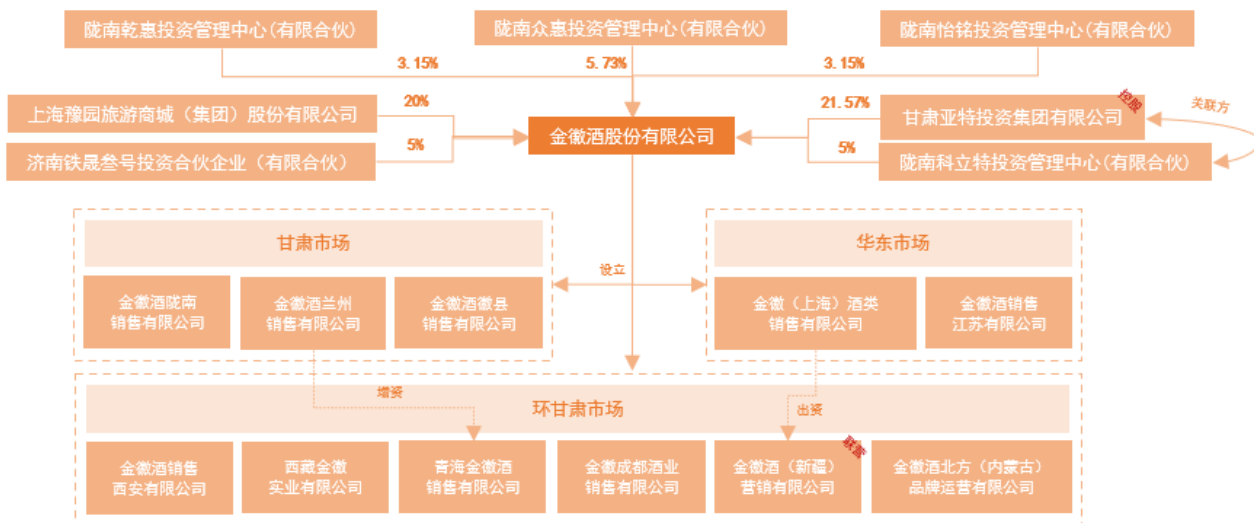 陇南乾惠投资管理中心(有限合伙)
陇南众惠投资管理中心(有限合伙)
陇南怡铭投资管理中心(有限合伙)
3.15%
5.73%
3.15%
上海豫园旅游商城（集团）股份有限公司
20%
济南铁晟叁号投资合伙企业（有限合伙）
5%
金徽酒股份有限公司
21.57%
甘肃亚特投资集团有限公司
控股
关联方
5%
陇南科立特投资管理中心(有限合伙)
甘肃市场
金徽酒陇南
销售有限公司
金徽酒兰州
销售有限公司
金徽酒徽县
销售有限公司
设立
华东市场
金徽（上海）酒类
销售有限公司
金徽酒销售
江苏有限公司
增资
出资
环甘肃市场
金徽酒销售
西安有限公司
西藏金徽
实业有限公司
青海金徽酒
销售有限公司
金徽成都酒业
销售有限公司
金徽酒（新疆）
营销有限公司
联营
金徽酒北方（内蒙古）
品牌运营有限公司